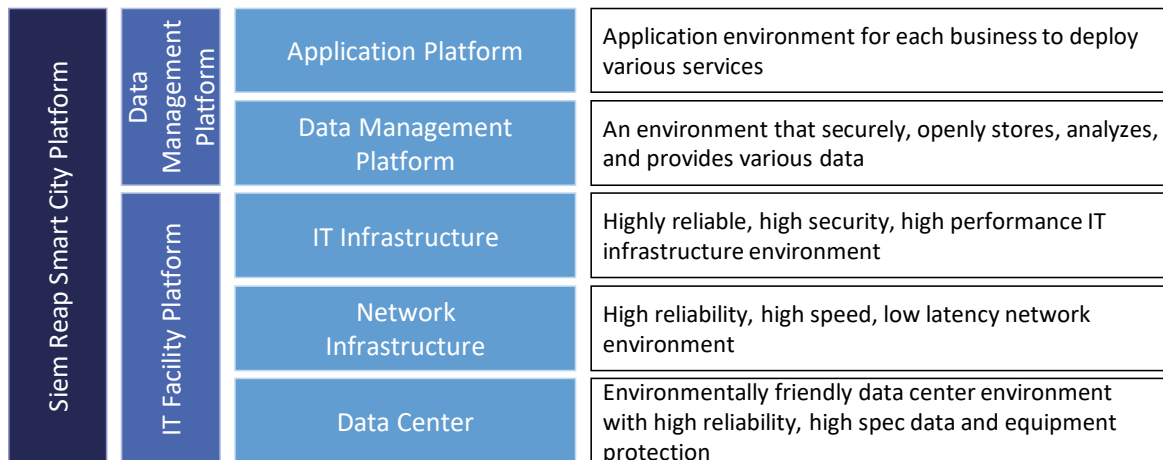 Siem Reap Smart City Platform
Data
Management
Platform
Application Platform
Application environment for each business to deploy
various services
Data Management
Platform
An environment that securely, openly stores, analyzes,
and provides various data
IT Facility Platform
IT Infrastructure
Highly reliable, high security, high performance IT
infrastructure environment
Network
Infrastructure
High reliability, high speed, low latency network
environment
Data Center
Environmentally friendly data center environment
with high reliability, high spec data and equipment
protection